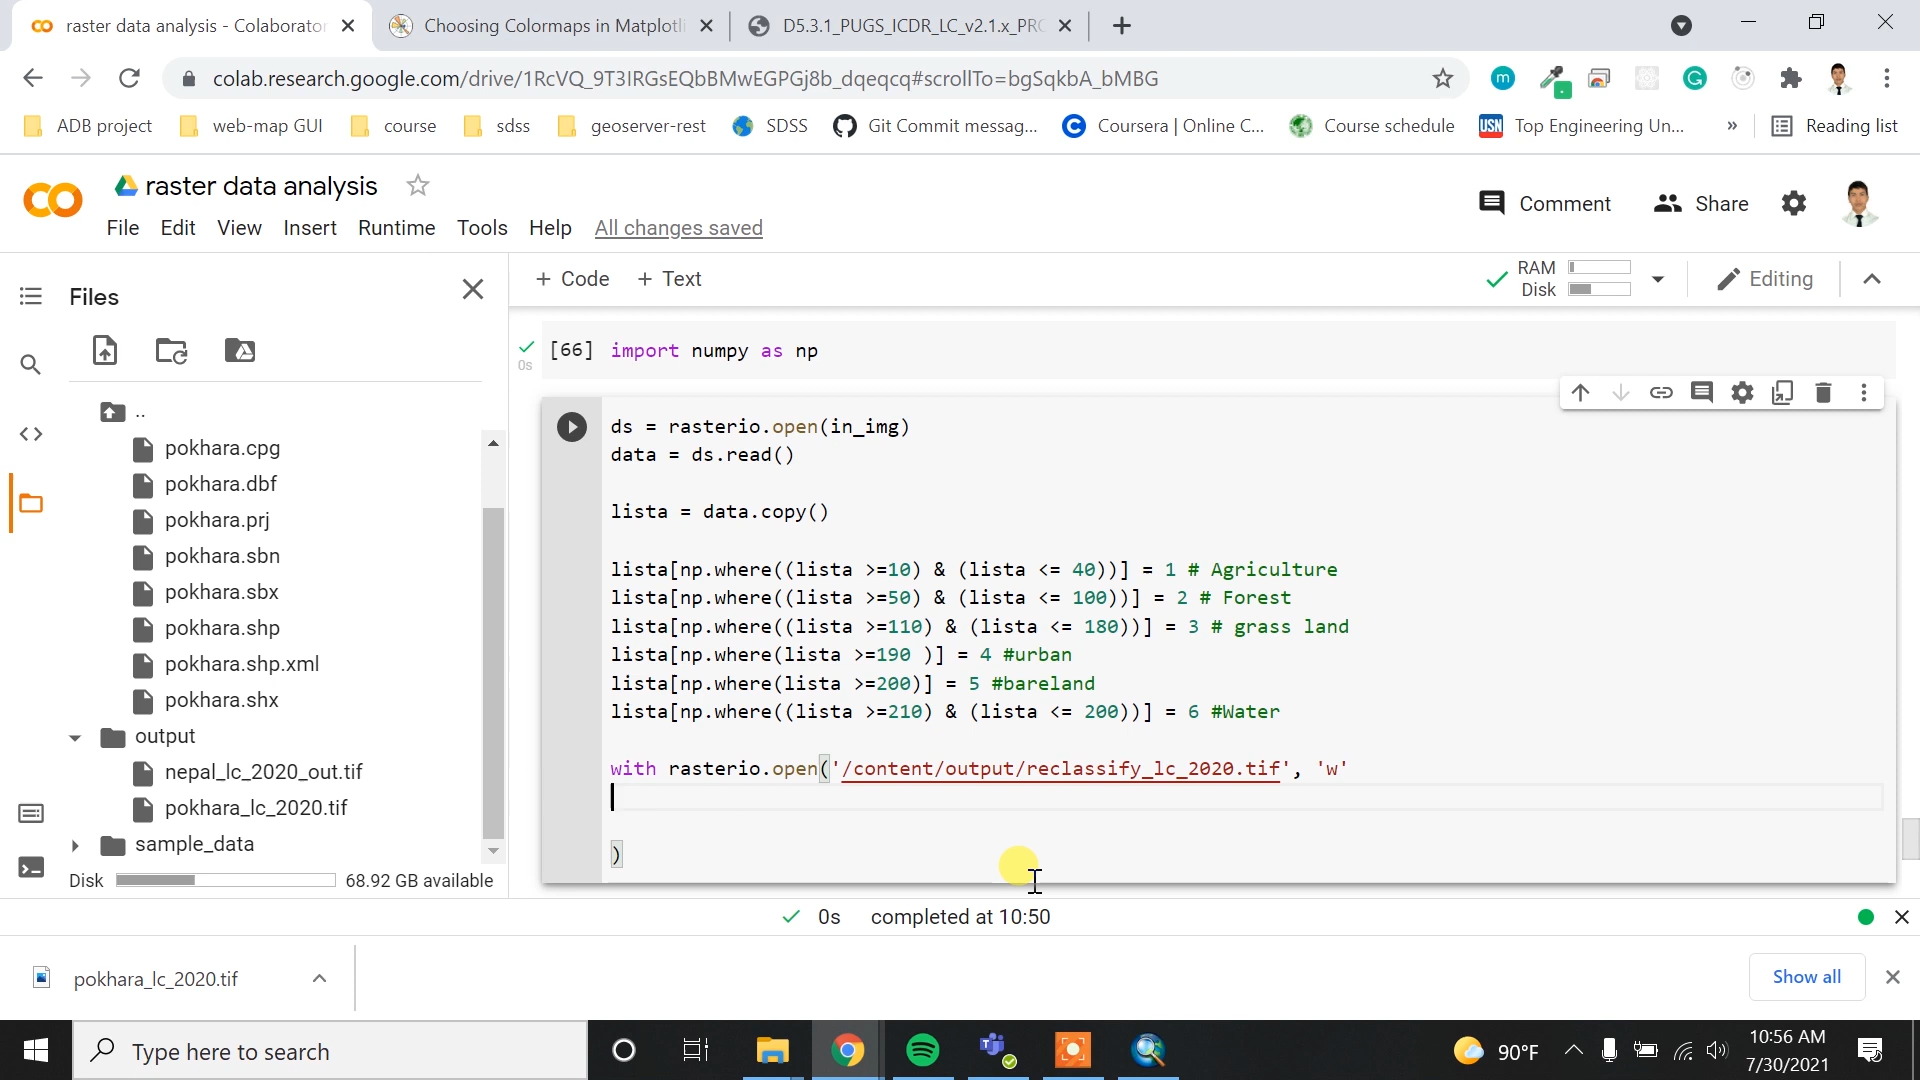 raster data analysis - Colaborator
Choosing Colormaps in Matplotli
D5.3.1_PUGS_ICDR_LC_v2.1.x_PRO
colab.research.google.com/drive/1RcVQ_9T3IRGsEQbBMwEGPGj8b_dqeqcq#scrollTo=bgSqkbA_bMBG
ADB project
web-map GUI
course
sdss
geoserver-rest
SDSS
Git Commit messag...
Coursera | Online C...
Course schedule
USN Top Engineering Un...
»
Reading list
raster data analysis
Comment
Share
File Edit View Insert Runtime Tools Help All changes saved
Files
+ Code + Text
RAM
Disk
Editing
..
pokhara.cpg
pokhara.dbf
pokhara.prj
pokhara.sbn
pokhara.sbx
pokhara.shp
pokhara.shp.xml
pokhara.shx
output
nepal_lc_2020_out.tif
pokhara_lc_2020.tif
sample_data
Disk 68.92 GB available
0s
[66] import numpy as np
ds = rasterio.open(in_img)
data = ds.read()
lista = data.copy()
lista[np.where((lista >=10) & (lista <= 40))] = 1 # Agriculture
lista[np.where((lista >=50) & (lista <= 100))] = 2 # Forest
lista[np.where((lista >=110) & (lista <= 180))] = 3 # grass land
lista[np.where(lista >=190 )] = 4 #urban
lista[np.where(lista >=200)] = 5 #bareland
lista[np.where((lista >=210) & (lista <= 200))] = 6 #Water
with rasterio.open('/content/output/reclassify_lc_2020.tif', 'w'
)
0s completed at 10:50
pokhara_lc_2020.tif
Show all
Type here to search
90°F
10:56 AM
7/30/2021